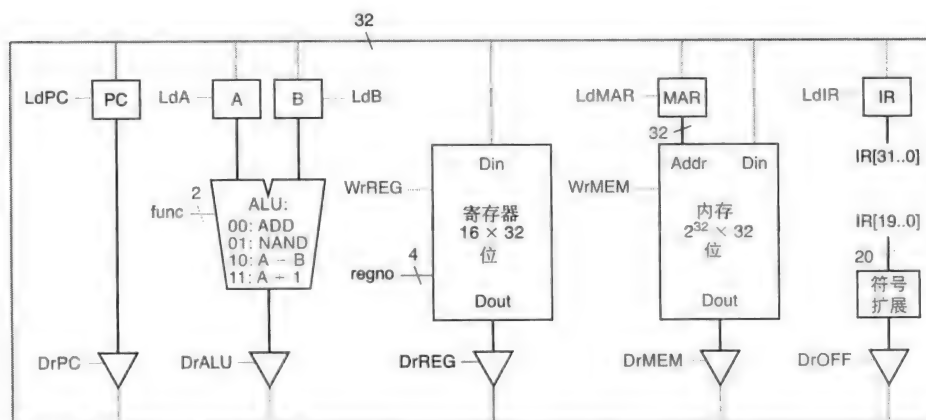 32
LdPC
PC
LdA
A
B
LdB
LdMAR
MAR
LdIR
IR
32
IR[31..0]
Din
Addr
Din
WrREG
WrMEM
2
func
ALU:
00: ADD
01: NAND
10: A − B
11: A + 1
寄存器
16 × 32
位
内存
2³² × 32
位
IR[19..0]
4
regno
20
符号
扩展
Dout
Dout
DrPC
DrALU
DrREG
DrMEM
DrOFF